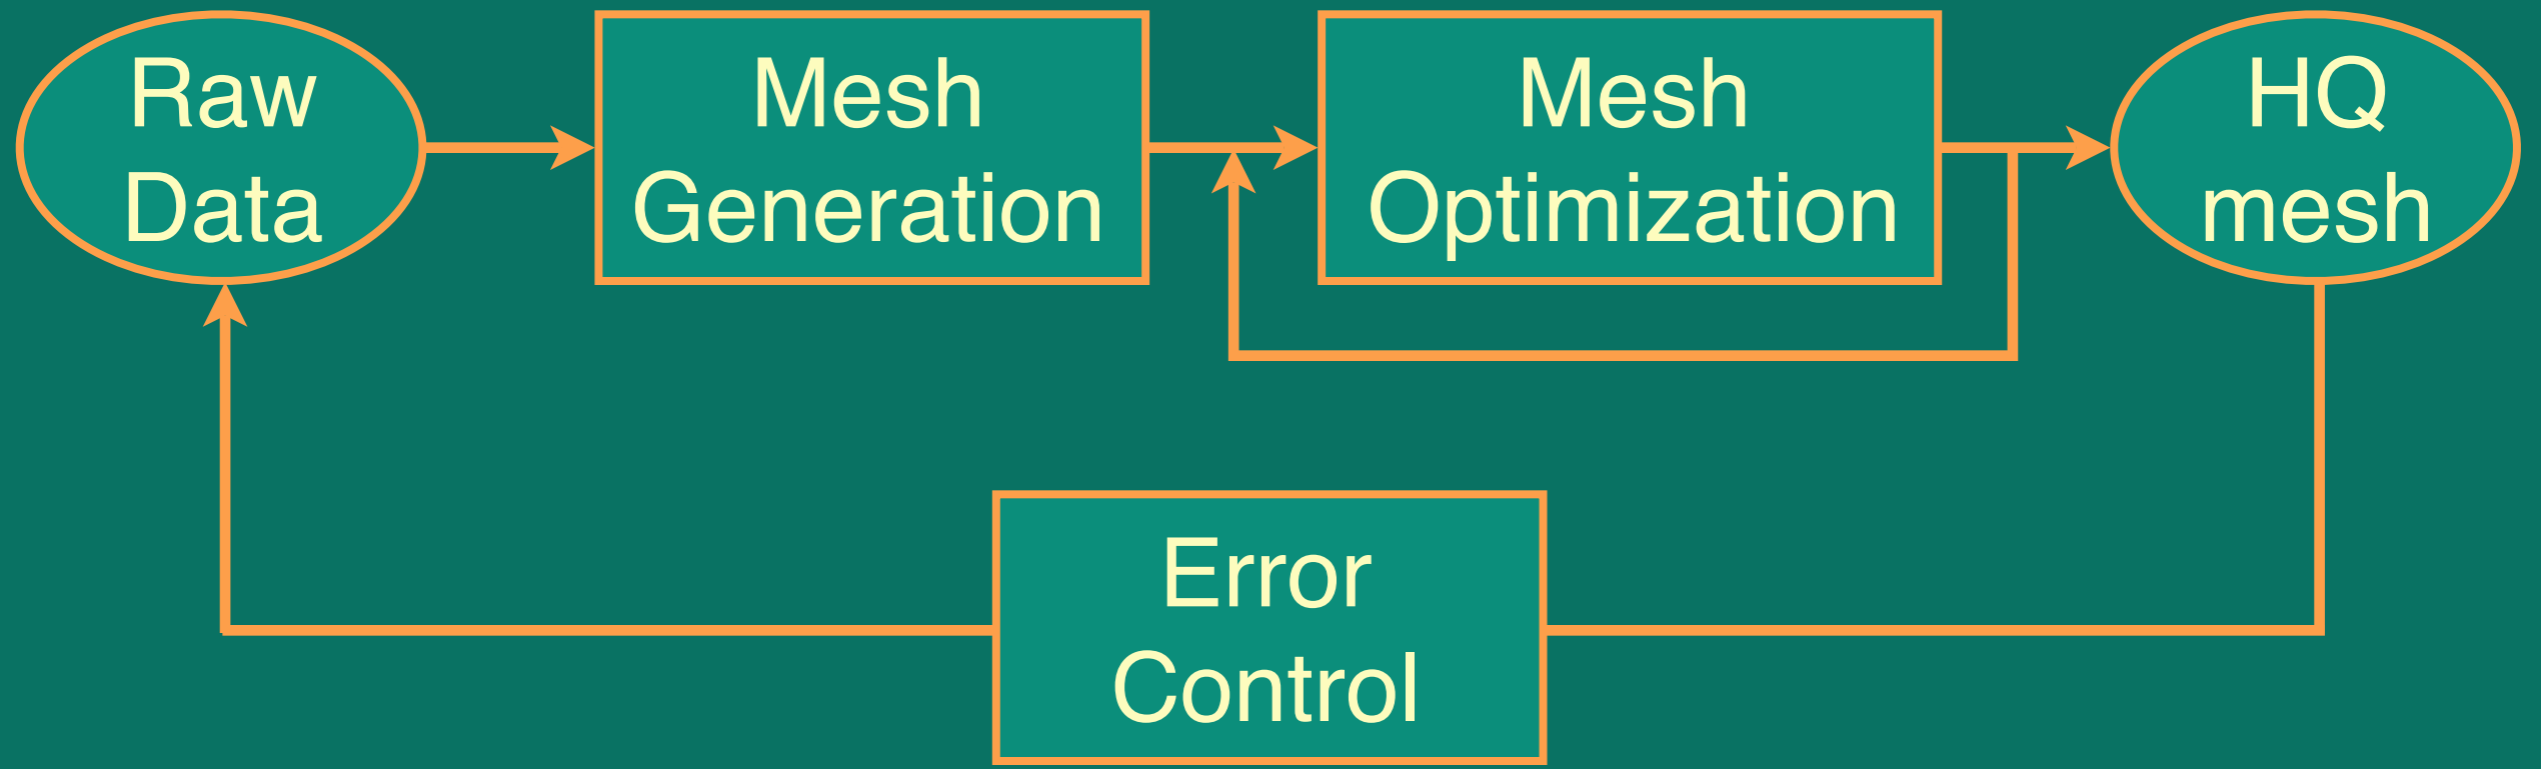 Raw
Data
Mesh
Generation
Mesh
Optimization
HQ
mesh
Error
Control